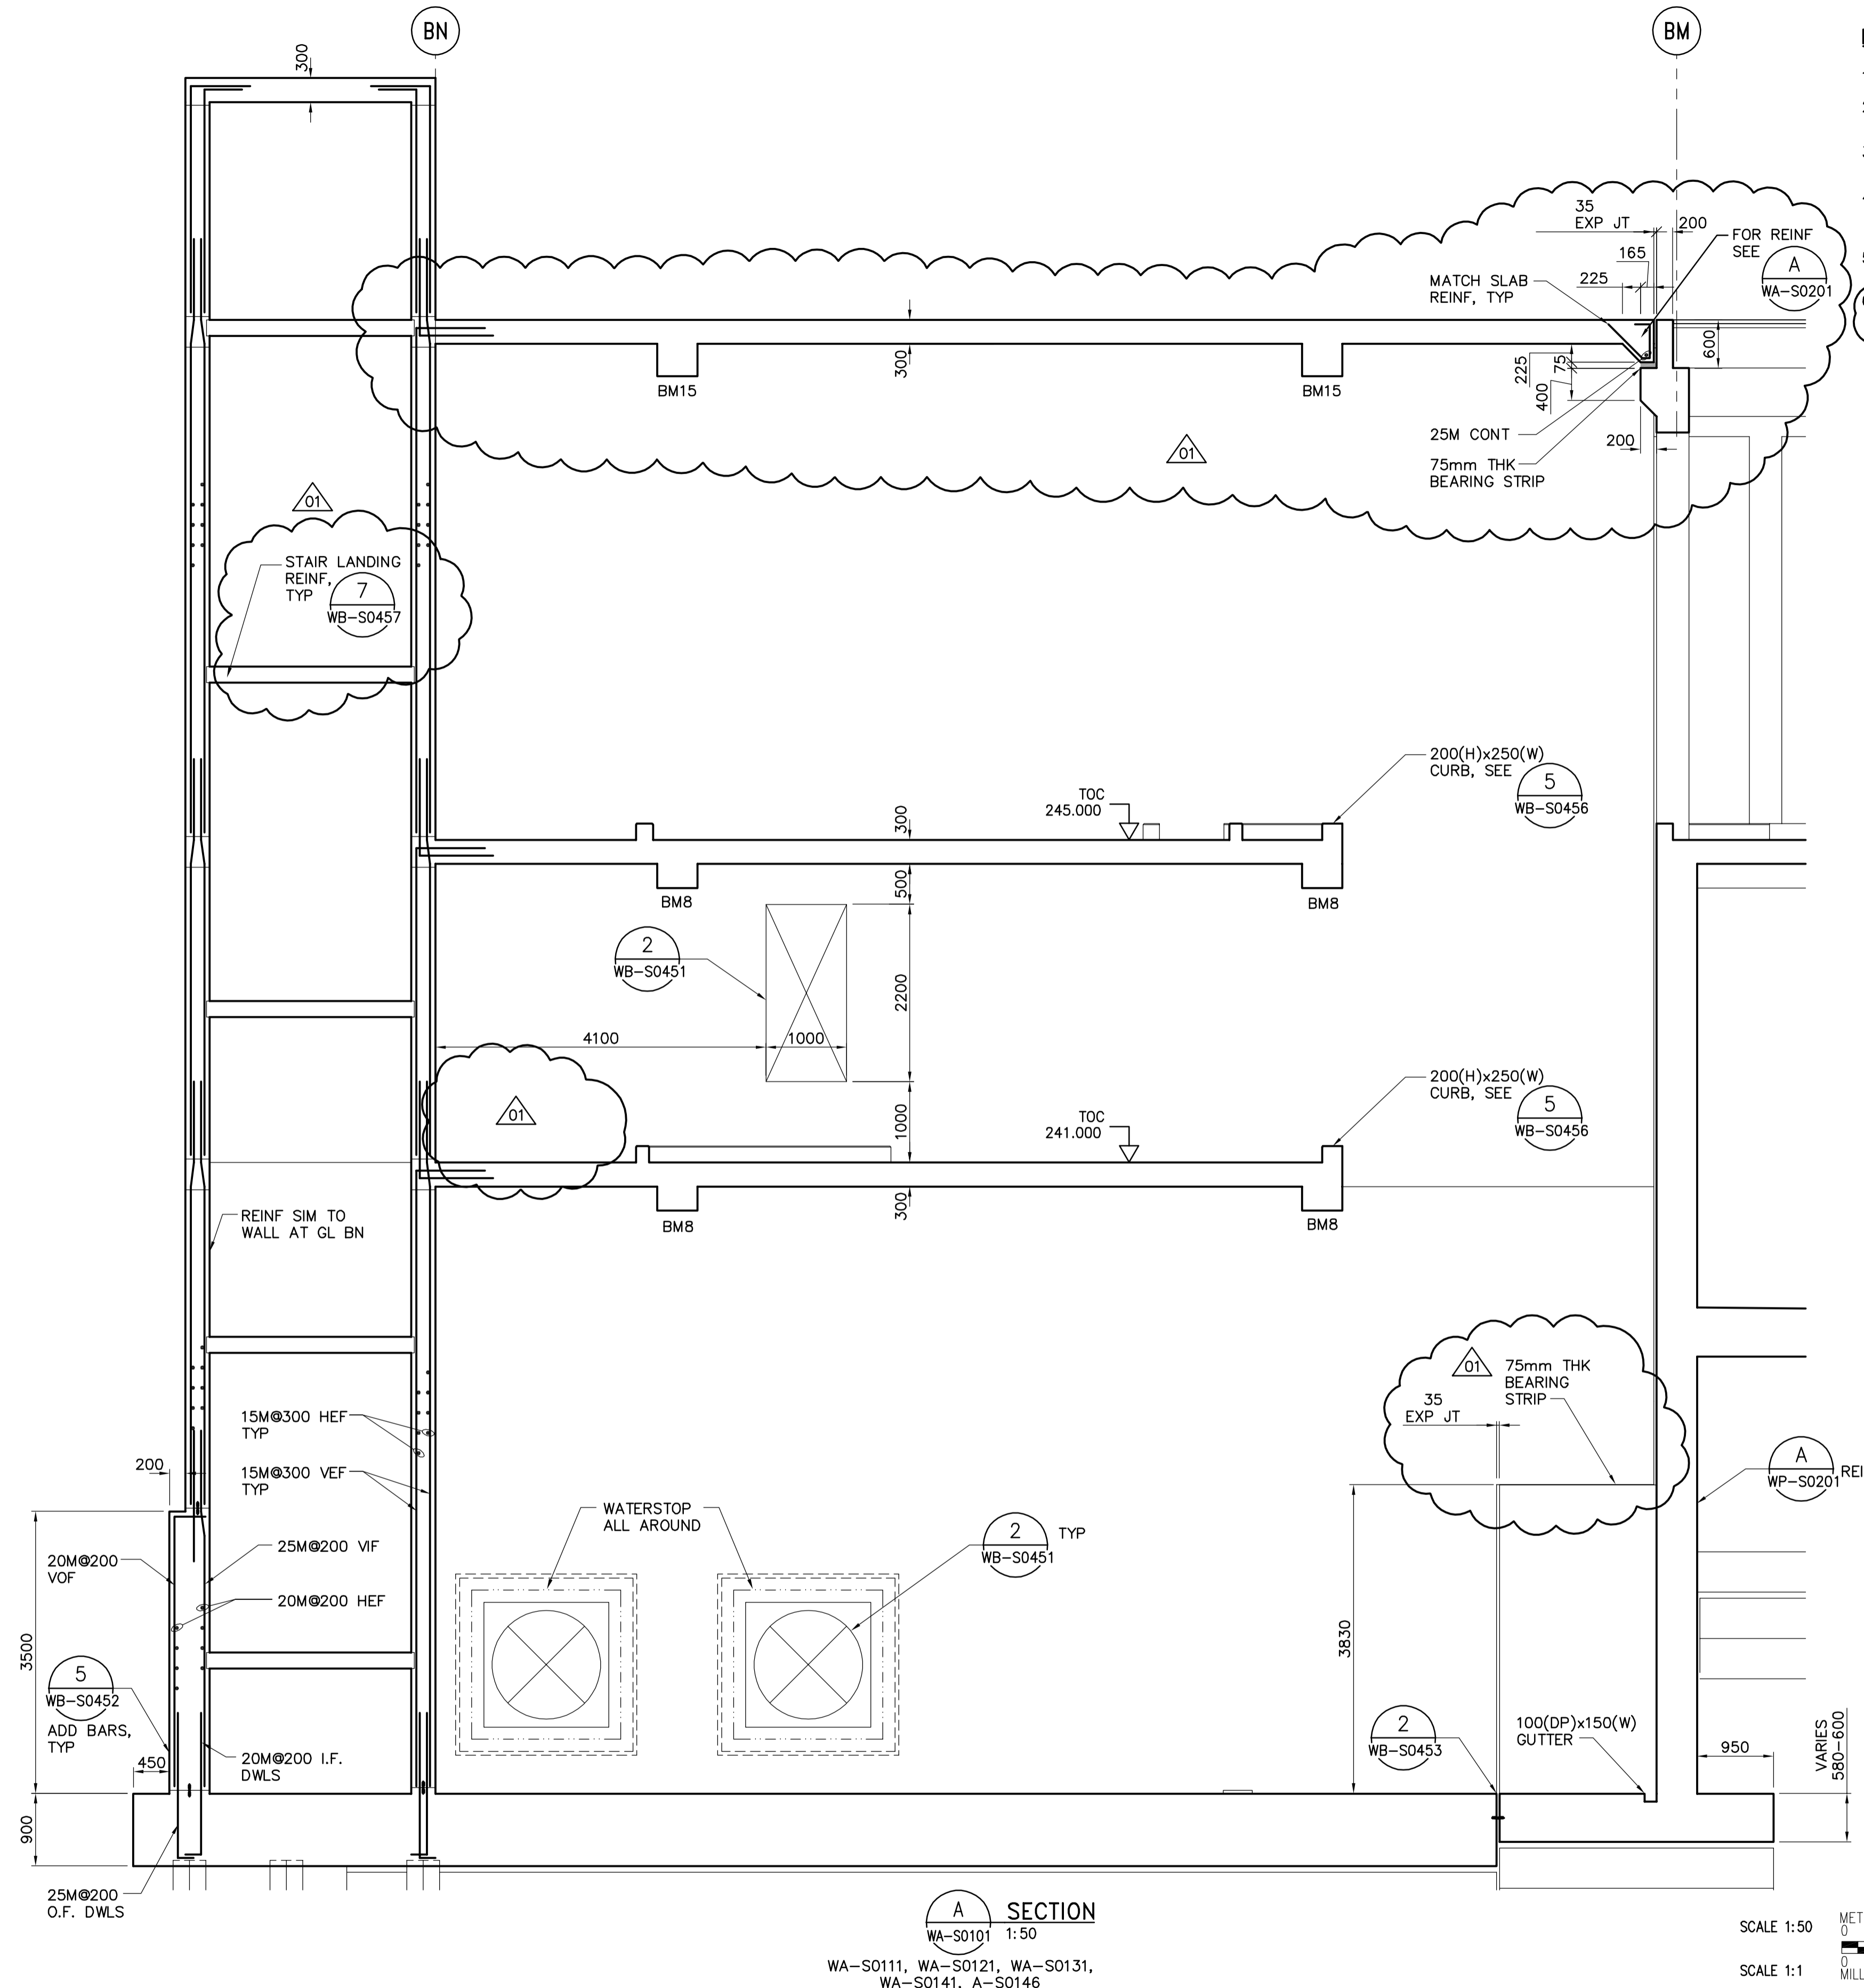 BN
BM
300
35
EXP JT
200
FOR REINF
SEE
A
WA-S0201
165
225
MATCH SLAB
REINF, TYP
600
300
225
75
400
BM15
BM15
25M CONT
200
75mm THK
BEARING STRIP
01
01
STAIR LANDING
REINF,
TYP
7
WB-S0457
200(H)x250(W)
CURB, SEE
5
WB-S0456
TOC
245.000
300
500
BM8
BM8
2
WB-S0451
2200
4100
1000
01
200(H)x250(W)
CURB, SEE
5
WB-S0456
TOC
241.000
1000
300
BM8
BM8
REINF SIM TO
WALL AT GL BN
01
75mm THK
BEARING
STRIP
35
EXP JT
15M@300 HEF
TYP
15M@300 VEF
TYP
200
A
WP-S0201
REI
WATERSTOP
ALL AROUND
2
WB-S0451
TYP
25M@200 VIF
20M@200
VOF
20M@200 HEF
3500
3830
5
WB-S0452
ADD BARS,
TYP
2
WB-S0453
100(DP)x150(W)
GUTTER
950
VARIES
580-600
450
20M@200 I.F.
DWLS
900
25M@200
O.F. DWLS
A
WA-S0101
SECTION
1:50
WA-S0111, WA-S0121, WA-S0131,
WA-S0141, A-S0146
SCALE 1:50
MET
0
SCALE 1:1
0
MILL